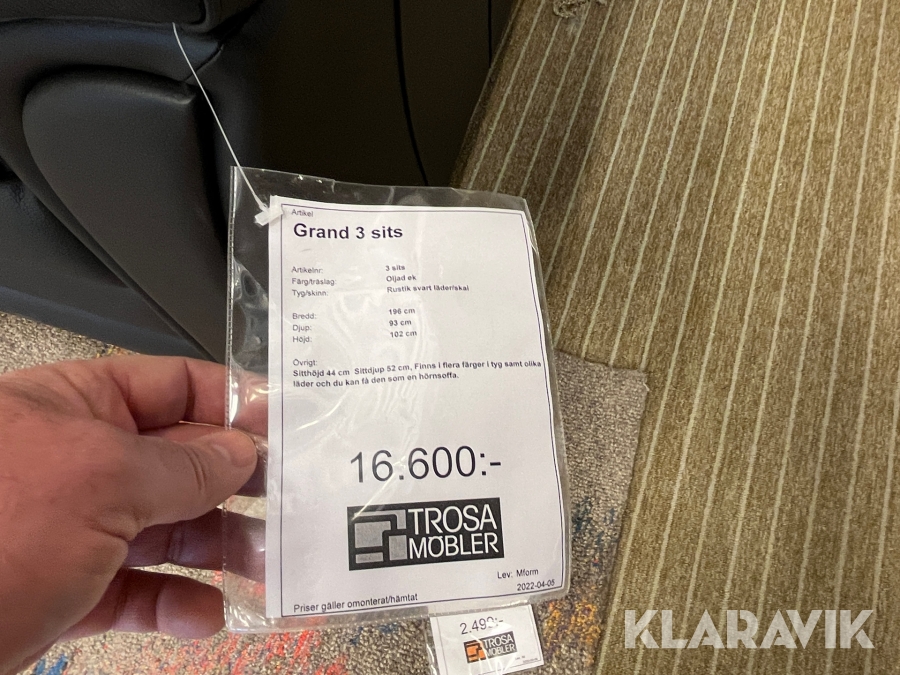 Artikel
Grand 3 sits
Artikelnr: 3 sits
Färg/träslag: Oljad ek
Tyg/skinn: Rustik svart läder/skai
Bredd: 196 cm
Djup: 93 cm
Höjd: 102 cm
Övrigt:
Sitthöjd 44 cm Sittdjup 52 cm, Finns i flera färger i tyg samt olika
läder och du kan få den som en hörnsoffa.
16.600:-
TROSA
MÖBLER
Lev: Mform
2022-04-05
Priser gäller omonterat/hämtat
2.499:-
TROSA
MÖBLER
KLARAVIK